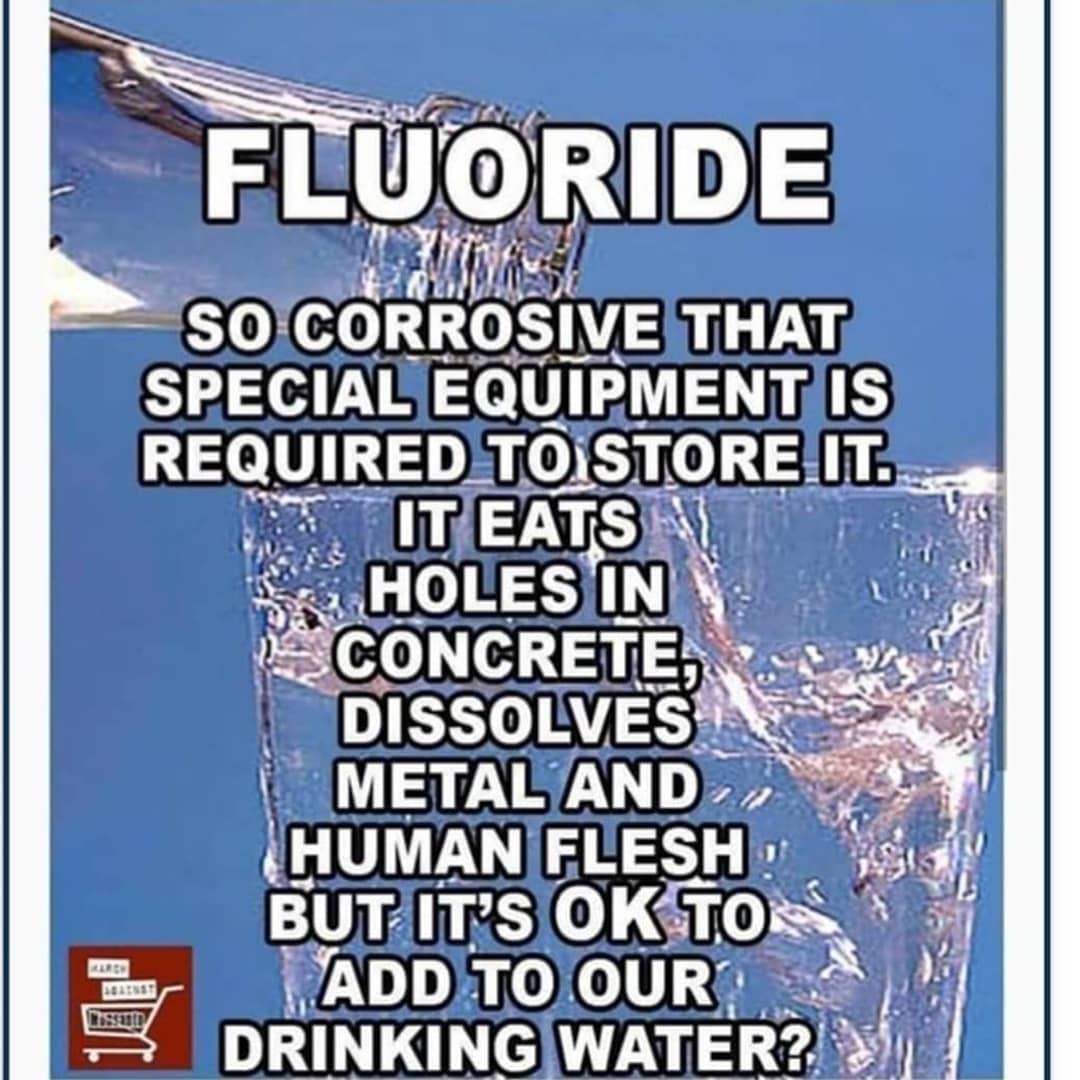 FLUORIDE
SO CORROSIVE THAT
SPECIAL EQUIPMENT IS
REQUIRED TO STORE IT.
IT EATS
HOLES IN
CONCRETE,
DISSOLVES
METAL AND
HUMAN FLESH
BUT IT'S OK TO
ADD TO OUR
DRINKING WATER?
MARCH
AGAINST
Monsanto